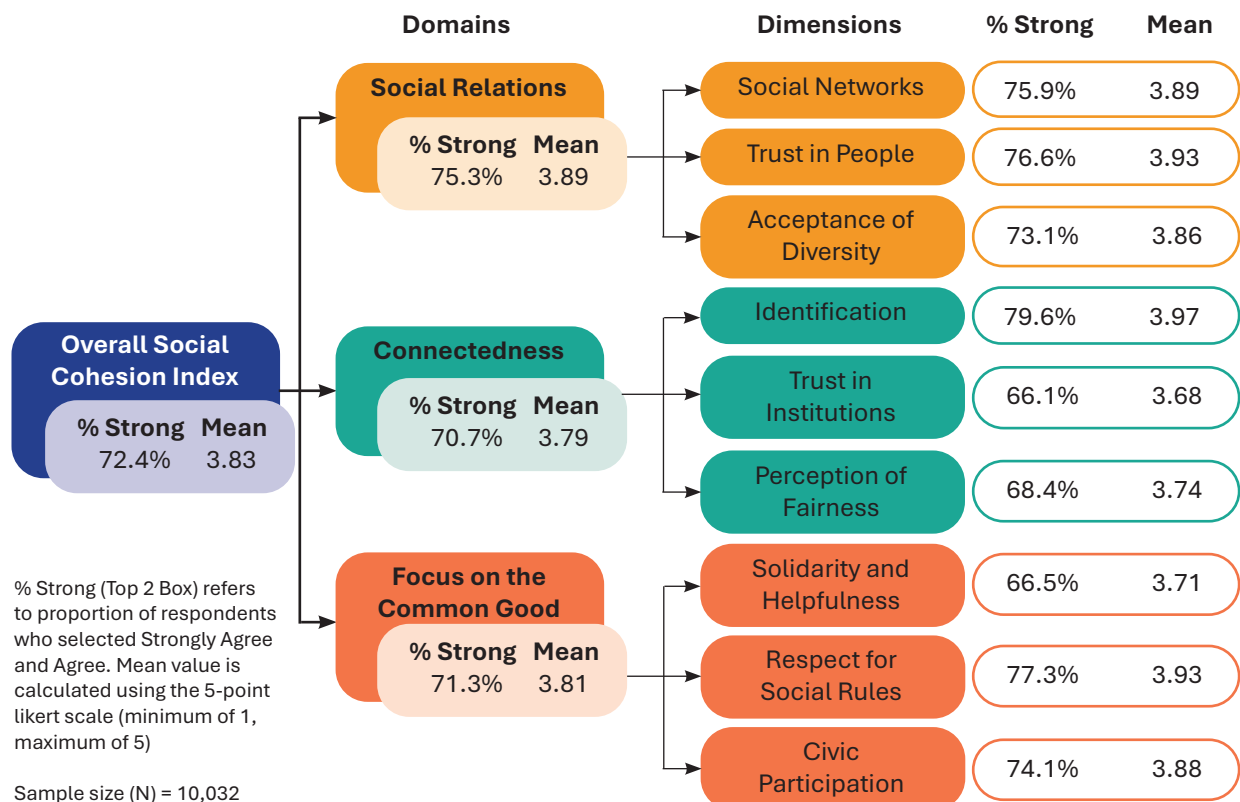 Domains
Dimensions
% Strong
Mean
Social Relations
% Strong Mean
75.3% 3.89
Social Networks
75.9% 3.89
Trust in People
76.6% 3.93
Acceptance of
Diversity
73.1% 3.86
Overall Social
Cohesion Index
% Strong Mean
72.4% 3.83
Connectedness
% Strong Mean
70.7% 3.79
Identification
79.6% 3.97
Trust in
Institutions
66.1% 3.68
Perception of
Fairness
68.4% 3.74
Focus on the
Common Good
% Strong Mean
71.3% 3.81
Solidarity and
Helpfulness
66.5% 3.71
Respect for
Social Rules
77.3% 3.93
Civic
Participation
74.1% 3.88
% Strong (Top 2 Box) refers
to proportion of respondents
who selected Strongly Agree
and Agree. Mean value is
calculated using the 5-point
likert scale (minimum of 1,
maximum of 5)
Sample size (N) = 10,032